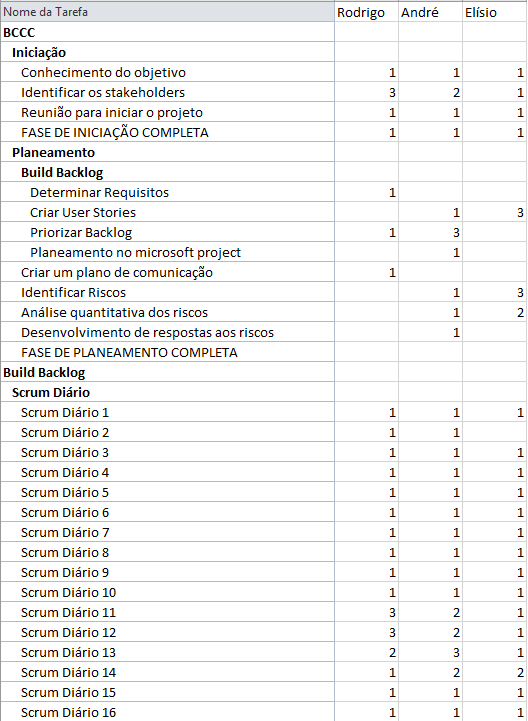 Nome da Tarefa Rodrigo André Elísio
BCCC
Iniciação
Conhecimento do objetivo 1 1 1
Identificar os stakeholders 3 2 1
Reunião para iniciar o projeto 1 1 1
FASE DE INICIAÇÃO COMPLETA 1 1 1
Planeamento
Build Backlog
Determinar Requisitos 1
Criar User Stories 1 3
Priorizar Backlog 1 3
Planeamento no microsoft project 1
Criar um plano de comunicação 1
Identificar Riscos 1 3
Análise quantitativa dos riscos 1 2
Desenvolvimento de respostas aos riscos 1
FASE DE PLANEAMENTO COMPLETA
Build Backlog
Scrum Diário
Scrum Diário 1 1 1 1
Scrum Diário 2 1 1
Scrum Diário 3 1 1 1
Scrum Diário 4 1 1 1
Scrum Diário 5 1 1 1
Scrum Diário 6 1 1 1
Scrum Diário 7 1 1 1
Scrum Diário 8 1 1 1
Scrum Diário 9 1 1 1
Scrum Diário 10 1 1 1
Scrum Diário 11 3 2 1
Scrum Diário 12 3 2 1
Scrum Diário 13 2 3 1
Scrum Diário 14 1 2 2
Scrum Diário 15 1 1 1
Scrum Diário 16 1 1 1